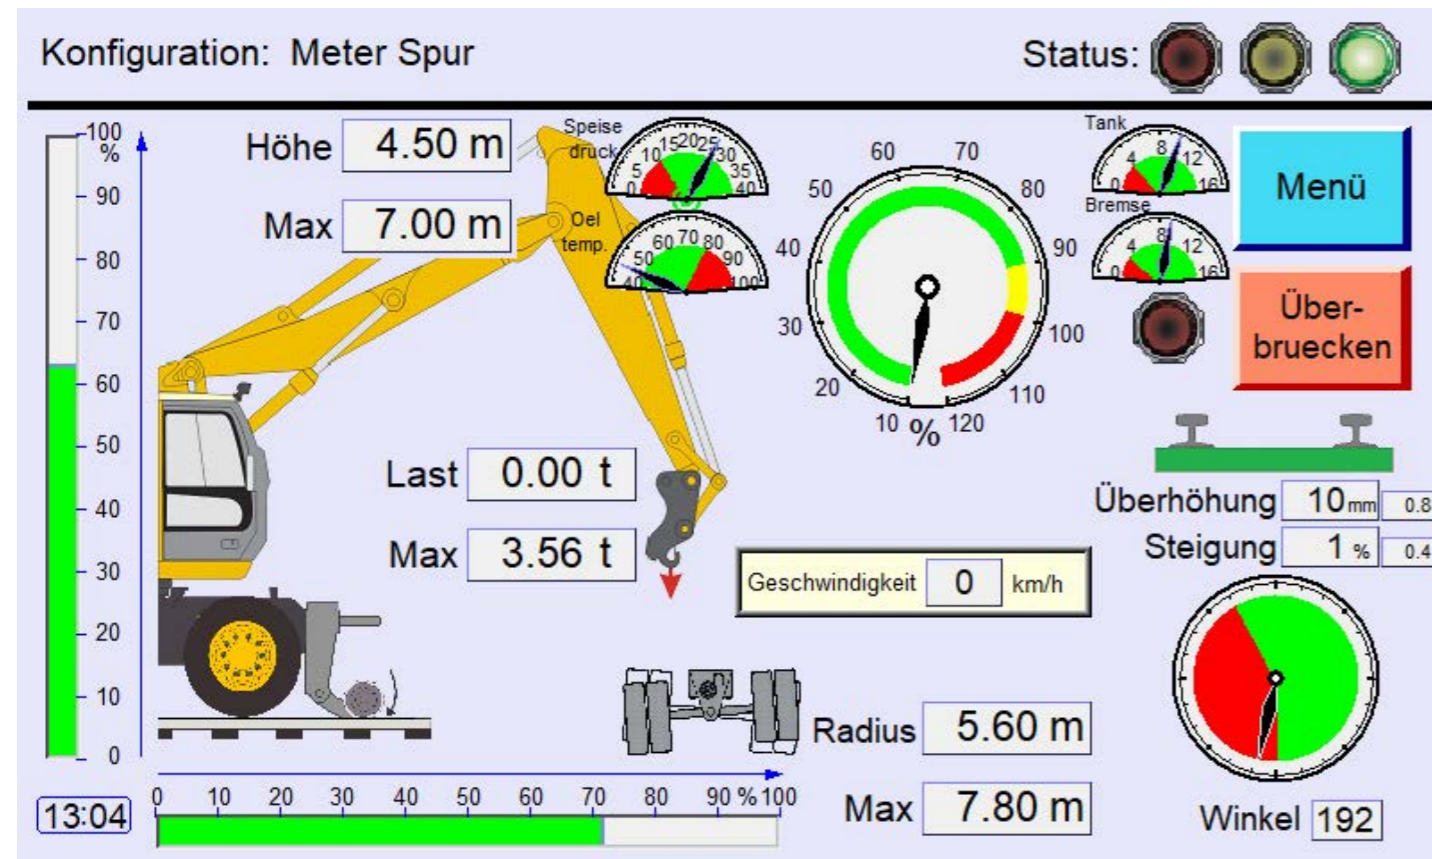 Konfiguration: Meter Spur
Status:
100
%
90
80
70
60
50
40
30
20
10
0
Höhe 4.50 m
Max 7.00 m
Speise
druck
0 5 10 15 20 25 30 35 40
Oel
temp.
40 50 60 70 80 90 100
10 20 30 40 50 60 70 80 90 100 110 120
%
Tank
0 4 8 12 16
Bremse
0 4 8 12 16
Menü
Über-
bruecken
Last 0.00 t
Max 3.56 t
Überhöhung 10 mm 0.8
Steigung 1 % 0.4
Geschwindigkeit 0 km/h
Radius 5.60 m
Max 7.80 m
Winkel 192
13:04
0 10 20 30 40 50 60 70 80 90 % 100